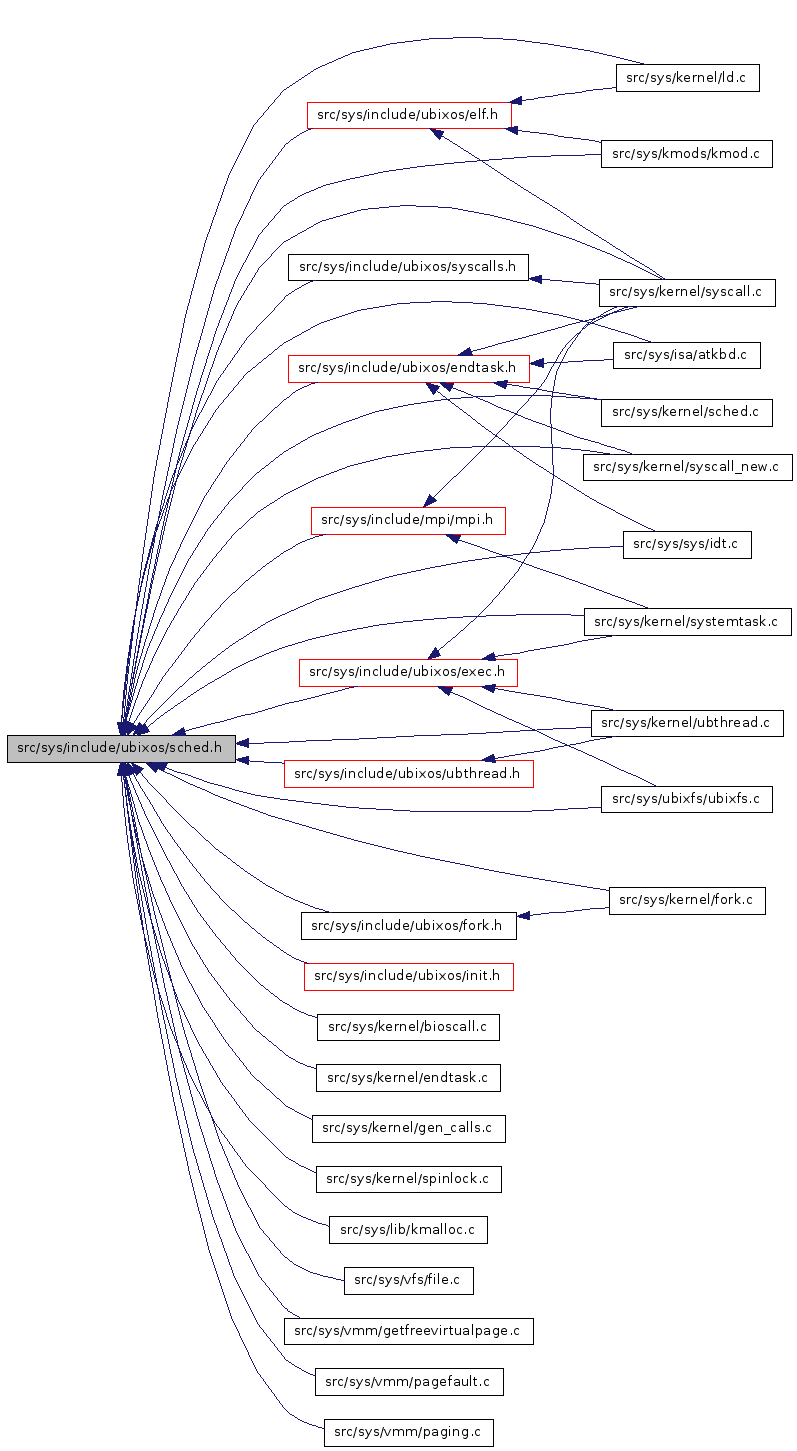 src/sys/kernel/ld.c
src/sys/include/ubixos/elf.h
src/sys/kmods/kmod.c
src/sys/include/ubixos/syscalls.h
src/sys/kernel/syscall.c
src/sys/isa/atkbd.c
src/sys/include/ubixos/endtask.h
src/sys/kernel/sched.c
src/sys/kernel/syscall_new.c
src/sys/include/mpi/mpi.h
src/sys/sys/idt.c
src/sys/kernel/systemtask.c
src/sys/include/ubixos/exec.h
src/sys/kernel/ubthread.c
src/sys/include/ubixos/sched.h
src/sys/include/ubixos/ubthread.h
src/sys/ubixfs/ubixfs.c
src/sys/kernel/fork.c
src/sys/include/ubixos/fork.h
src/sys/include/ubixos/init.h
src/sys/kernel/bioscall.c
src/sys/kernel/endtask.c
src/sys/kernel/gen_calls.c
src/sys/kernel/spinlock.c
src/sys/lib/kmalloc.c
src/sys/vfs/file.c
src/sys/vmm/getfreevirtualpage.c
src/sys/vmm/pagefault.c
src/sys/vmm/paging.c